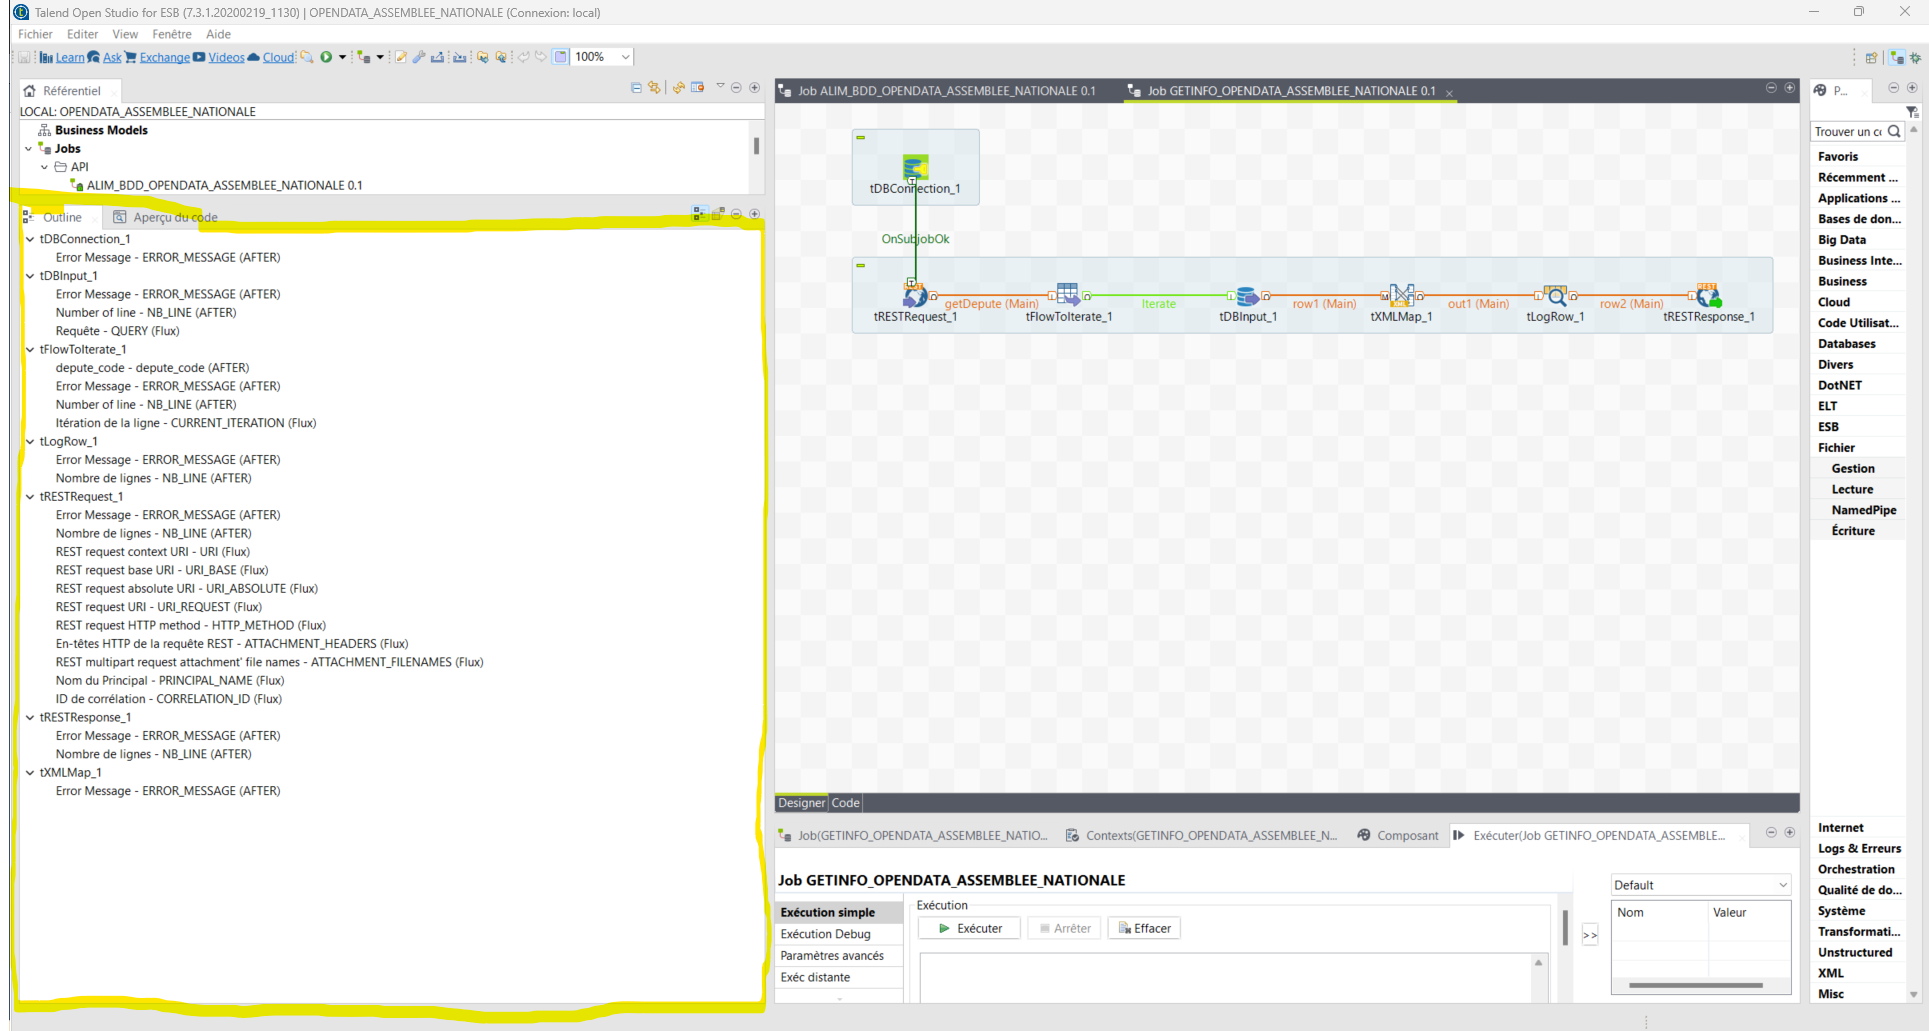 Talend Open Studio for ESB (7.3.1.20200219_1130) | OPENDATA_ASSEMBLEE_NATIONALE (Connexion: local)
Fichier Editer View Fenêtre Aide
Learn Ask Exchange Videos Cloud 100%
Référentiel
LOCAL: OPENDATA_ASSEMBLEE_NATIONALE
Business Models
Jobs
API
ALIM_BDD_OPENDATA_ASSEMBLEE_NATIONALE 0.1
Outline Aperçu du code
tDBConnection_1
Error Message - ERROR_MESSAGE (AFTER)
tDBInput_1
Error Message - ERROR_MESSAGE (AFTER)
Number of line - NB_LINE (AFTER)
Requête - QUERY (Flux)
tFlowToIterate_1
depute_code - depute_code (AFTER)
Error Message - ERROR_MESSAGE (AFTER)
Number of line - NB_LINE (AFTER)
Itération de la ligne - CURRENT_ITERATION (Flux)
tLogRow_1
Error Message - ERROR_MESSAGE (AFTER)
Nombre de lignes - NB_LINE (AFTER)
tRESTRequest_1
Error Message - ERROR_MESSAGE (AFTER)
Nombre de lignes - NB_LINE (AFTER)
REST request context URI - URI (Flux)
REST request base URI - URI_BASE (Flux)
REST request absolute URI - URI_ABSOLUTE (Flux)
REST request URI - URI_REQUEST (Flux)
REST request HTTP method - HTTP_METHOD (Flux)
En-têtes HTTP de la requête REST - ATTACHMENT_HEADERS (Flux)
REST multipart request attachment' file names - ATTACHMENT_FILENAMES (Flux)
Nom du Principal - PRINCIPAL_NAME (Flux)
ID de corrélation - CORRELATION_ID (Flux)
tRESTResponse_1
Error Message - ERROR_MESSAGE (AFTER)
Nombre de lignes - NB_LINE (AFTER)
tXMLMap_1
Error Message - ERROR_MESSAGE (AFTER)
Job ALIM_BDD_OPENDATA_ASSEMBLEE_NATIONALE 0.1 Job GETINFO_OPENDATA_ASSEMBLEE_NATIONALE 0.1
tDBConnection_1
OnSubjobOk
getDepute (Main) Iterate row1 (Main) out1 (Main) row2 (Main)
tRESTRequest_1 tFlowToIterate_1 tDBInput_1 tXMLMap_1 tLogRow_1 tRESTResponse_1
Designer Code
Job(GETINFO_OPENDATA_ASSEMBLEE_NATIO... Contexts(GETINFO_OPENDATA_ASSEMBLEE_N... Composant Exécuter(Job GETINFO_OPENDATA_ASSEMBLE...
Job GETINFO_OPENDATA_ASSEMBLEE_NATIONALE
Exécution simple
Exécution Debug
Paramètres avancés
Exéc distante
Exécution
Exécuter Arrêter Effacer
>>
Default
Nom Valeur
P...
Trouver un c
Favoris
Récemment ...
Applications ...
Bases de don...
Big Data
Business Inte...
Business
Cloud
Code Utilisat...
Databases
Divers
DotNET
ELT
ESB
Fichier
Gestion
Lecture
NamedPipe
Écriture
Internet
Logs & Erreurs
Orchestration
Qualité de do...
Système
Transformati...
Unstructured
XML
Misc